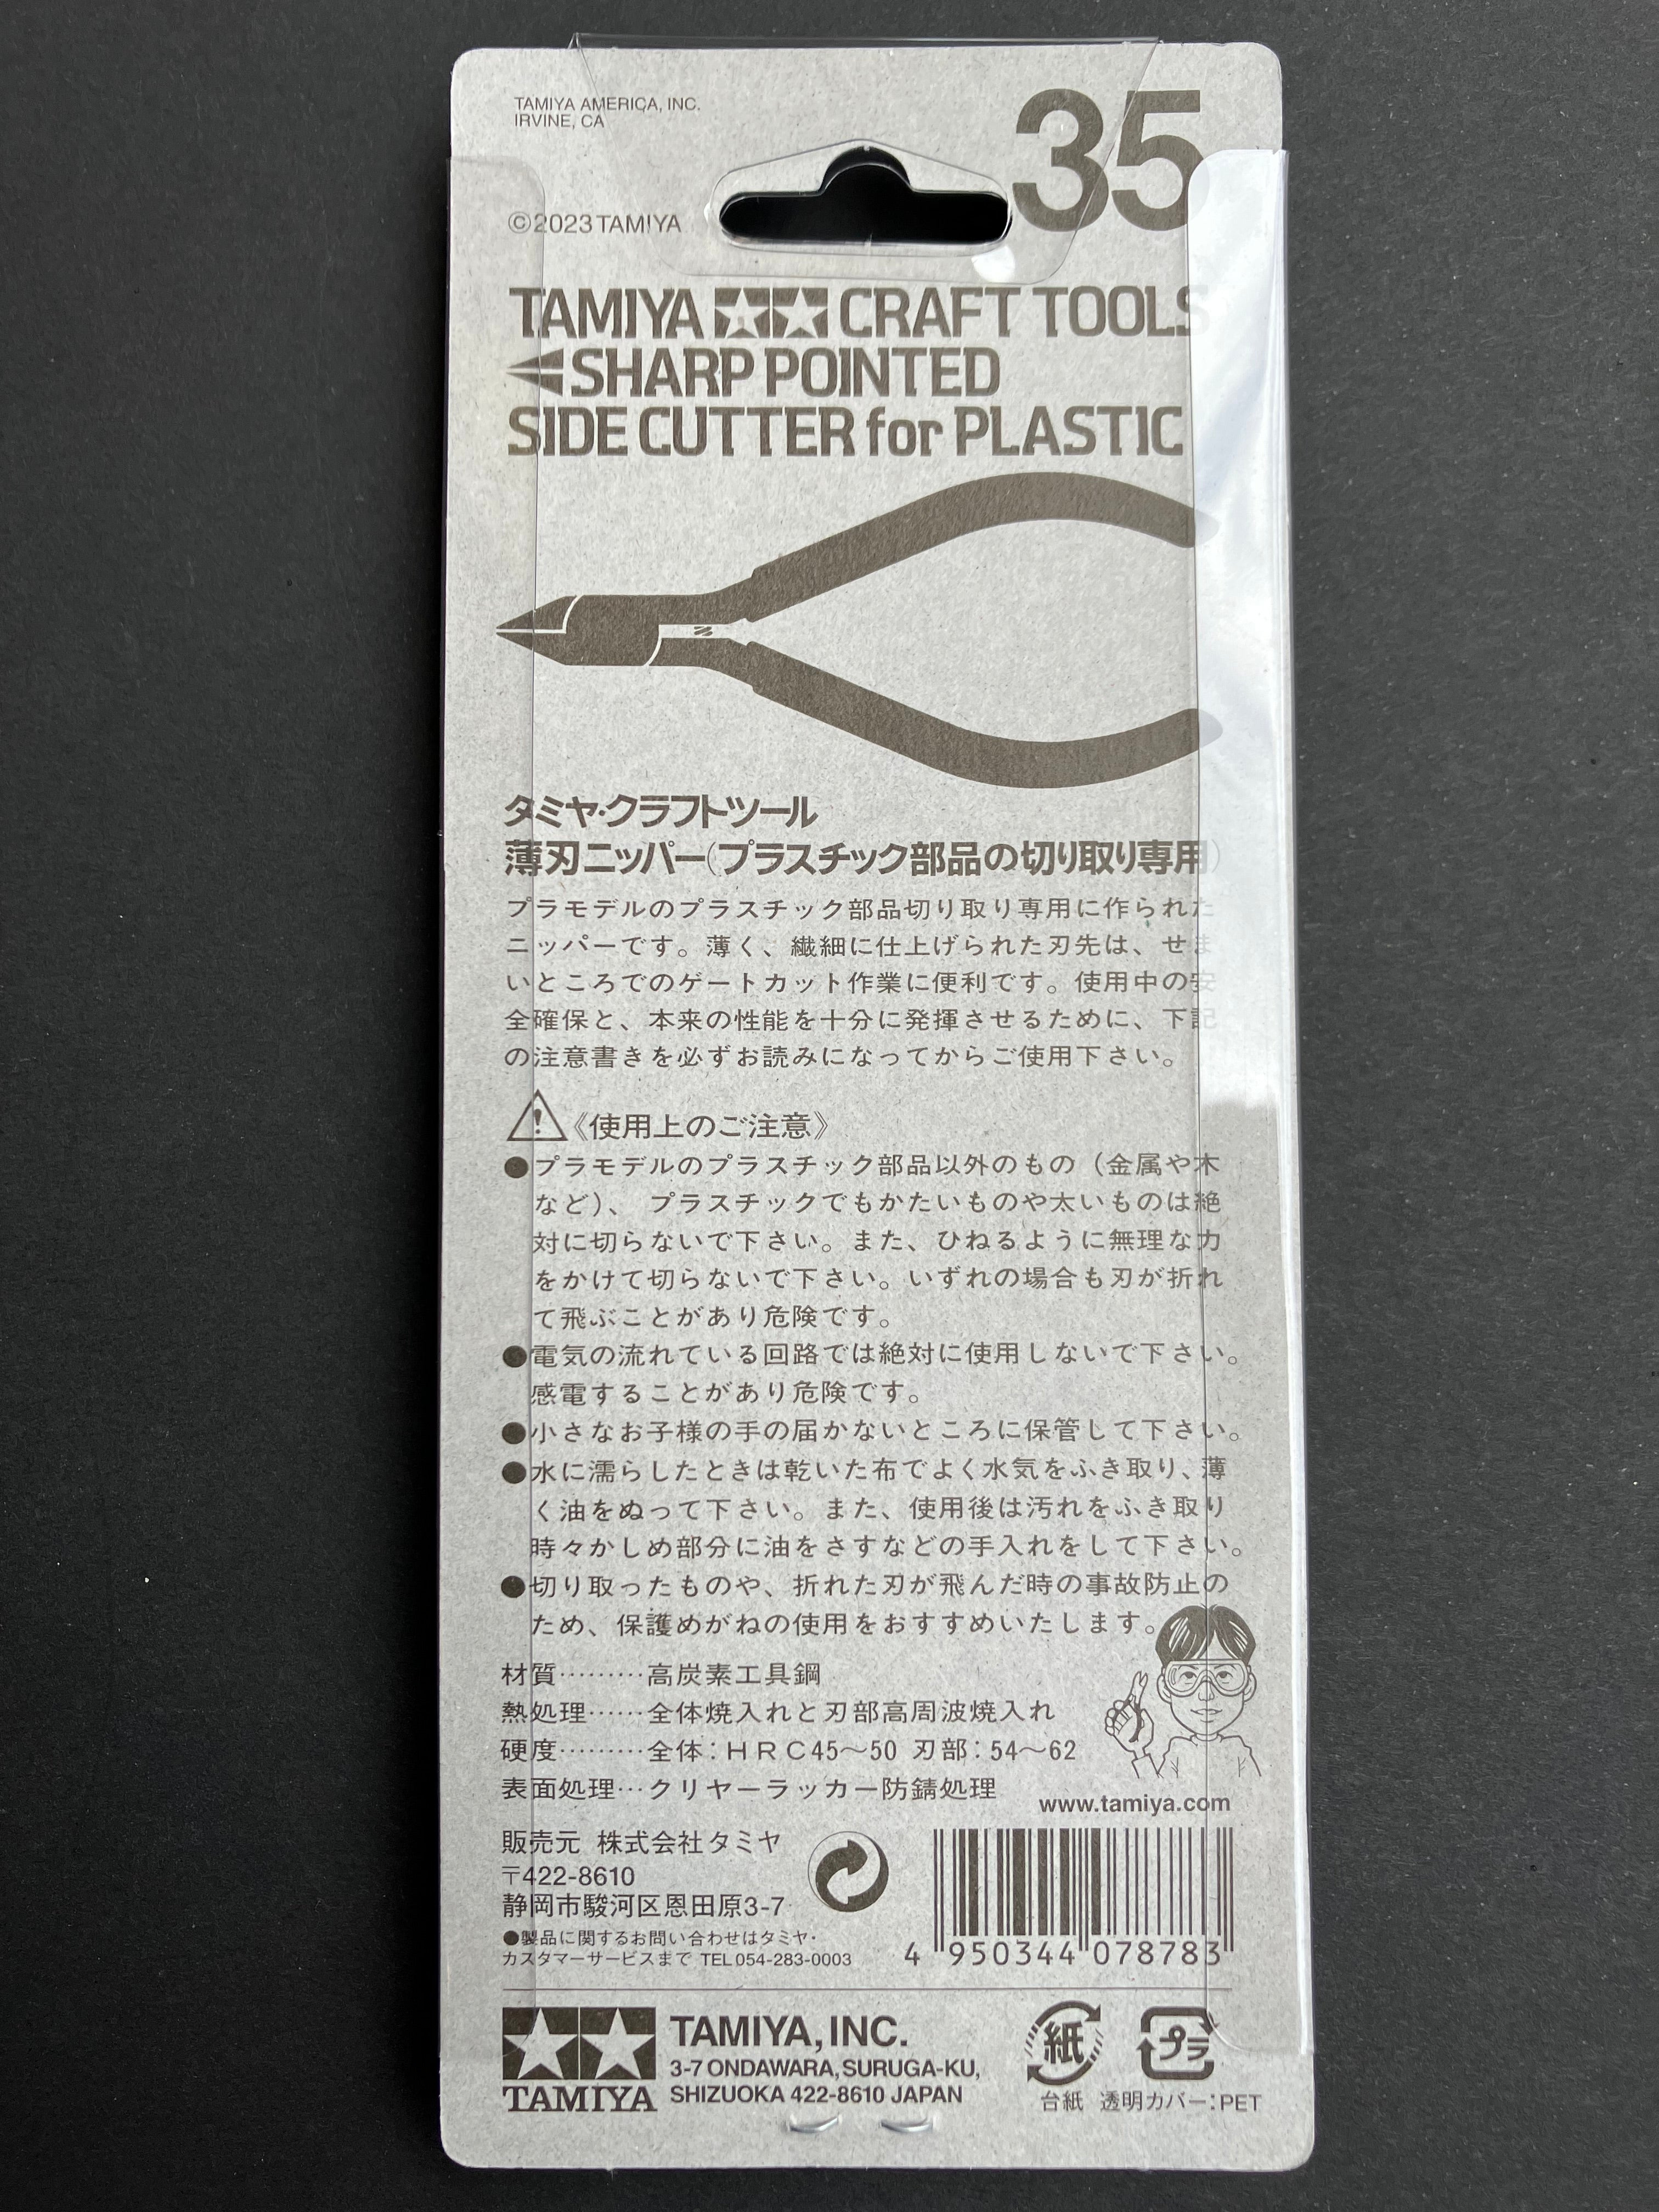 TAMIYA AMERICA, INC.
IRVINE, CA
35
©2023 TAMIYA
TAMIYA CRAFT TOOLS
SHARP POINTED
SIDE CUTTER for PLASTIC
タミヤ・クラフトツール
薄刃ニッパー(プラスチック部品の切り取り専用)
プラモデルのプラスチック部品切り取り専用に作られた
ニッパーです。薄く、繊細に仕上げられた刃先は、せま
いところでのゲートカット作業に便利です。使用中の安
全確保と、本来の性能を十分に発揮させるために、下記
の注意書きを必ずお読みになってからご使用下さい。
《使用上のご注意》
●プラモデルのプラスチック部品以外のもの（金属や木
など）、 プラスチックでもかたいものや太いものは絶
対に切らないで下さい。また、ひねるように無理な力
をかけて切らないで下さい。いずれの場合も刃が折れ
て飛ぶことがあり危険です。
●電気の流れている回路では絶対に使用しないで下さい。
感電することがあり危険です。
●小さなお子様の手の届かないところに保管して下さい。
●水に濡らしたときは乾いた布でよく水気をふき取り、薄
く油をぬって下さい。また、使用後は汚れをふき取り
時々かしめ部分に油をさすなどの手入れをして下さい。
●切り取ったものや、折れた刃が飛んだ時の事故防止の
ため、保護めがねの使用をおすすめいたします。
材質………高炭素工具鋼
熱処理……全体焼入れと刃部高周波焼入れ
硬度………全体：ＨＲＣ45～50 刃部：54～62
表面処理…クリヤーラッカー防錆処理
www.tamiya.com
販売元 株式会社タミヤ
〒422-8610
静岡市駿河区恩田原3-7
●製品に関するお問い合わせはタミヤ・
カスタマーサービスまで TEL 054-283-0003
4 950344 078783
TAMIYA
TAMIYA, INC.
3-7 ONDAWARA, SURUGA-KU,
SHIZUOKA 422-8610 JAPAN
紙
台紙
プラ
透明カバー：PET